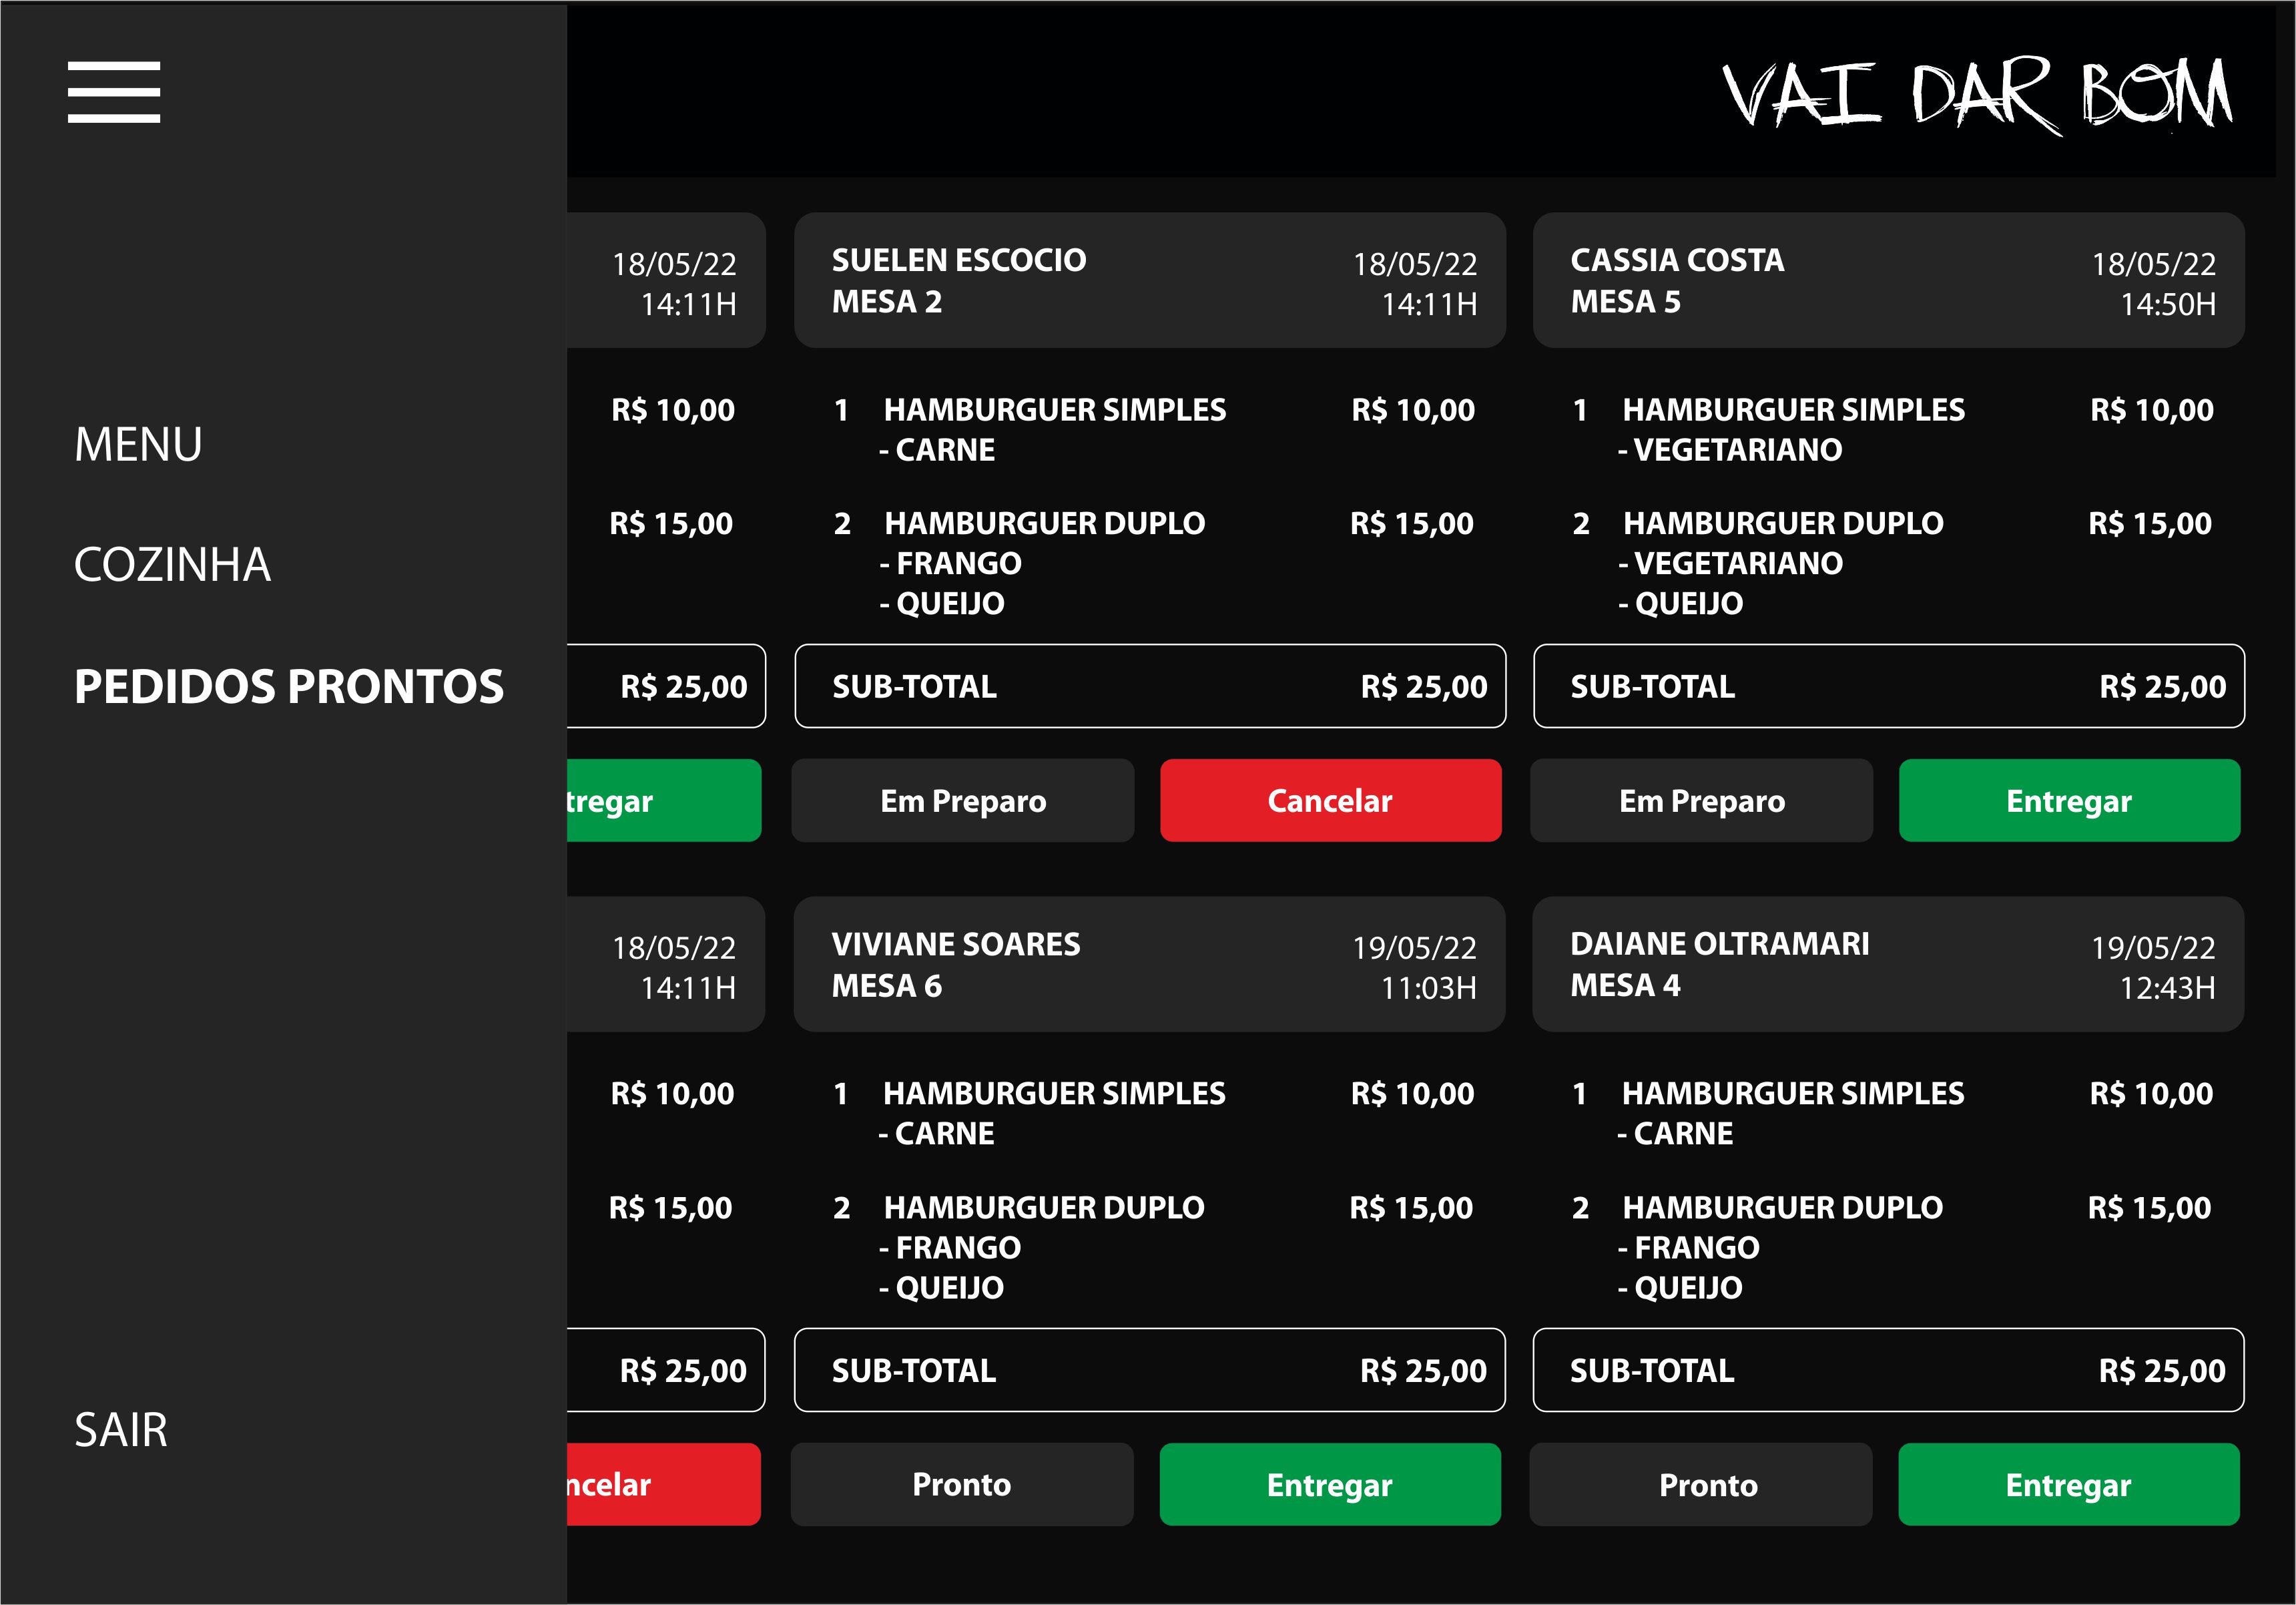 VAI DAR BOM
MENU
COZINHA
PEDIDOS PRONTOS
SAIR
18/05/22
14:11H
R$ 10,00
R$ 15,00
R$ 25,00
tregar
SUELEN ESCOCIO 18/05/22
MESA 2 14:11H
1 HAMBURGUER SIMPLES R$ 10,00
- CARNE
2 HAMBURGUER DUPLO R$ 15,00
- FRANGO
- QUEIJO
SUB-TOTAL R$ 25,00
Em Preparo Cancelar
CASSIA COSTA 18/05/22
MESA 5 14:50H
1 HAMBURGUER SIMPLES R$ 10,00
- VEGETARIANO
2 HAMBURGUER DUPLO R$ 15,00
- VEGETARIANO
- QUEIJO
SUB-TOTAL R$ 25,00
Em Preparo Entregar
18/05/22
14:11H
R$ 10,00
R$ 15,00
R$ 25,00
ncelar
VIVIANE SOARES 19/05/22
MESA 6 11:03H
1 HAMBURGUER SIMPLES R$ 10,00
- CARNE
2 HAMBURGUER DUPLO R$ 15,00
- FRANGO
- QUEIJO
SUB-TOTAL R$ 25,00
Pronto Entregar
DAIANE OLTRAMARI 19/05/22
MESA 4 12:43H
1 HAMBURGUER SIMPLES R$ 10,00
- CARNE
2 HAMBURGUER DUPLO R$ 15,00
- FRANGO
- QUEIJO
SUB-TOTAL R$ 25,00
Pronto Entregar